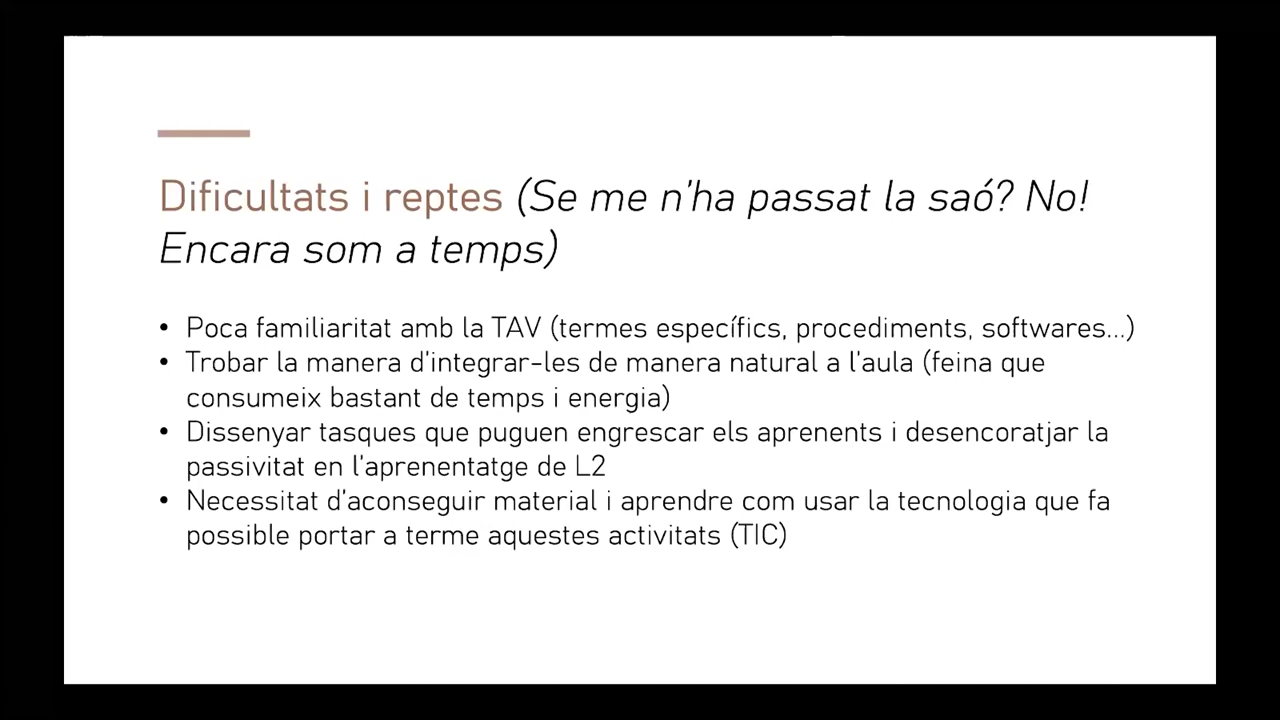 Dificultats i reptes (Se me n'ha passat la saó? No!
Encara som a temps)
• Poca familiaritat amb la TAV (termes específics, procediments, softwares...)
• Trobar la manera d'integrar-les de manera natural a l'aula (feina que
consumeix bastant de temps i energia)
• Dissenyar tasques que puguen engrescar els aprenents i desencoratjar la
passivitat en l'aprenentatge de L2
• Necessitat d'aconseguir material i aprendre com usar la tecnologia que fa
possible portar a terme aquestes activitats (TIC)